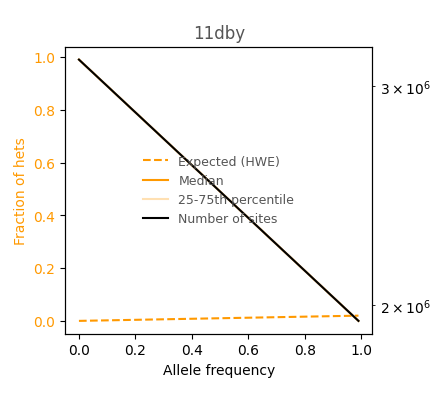 11dby
Fraction of hets
1.0
0.8
0.6
0.4
0.2
0.0
Expected (HWE)
Median
25-75th percentile
Number of sites
3 × 10⁶
2 × 10⁶
0.0 0.2 0.4 0.6 0.8 1.0
Allele frequency